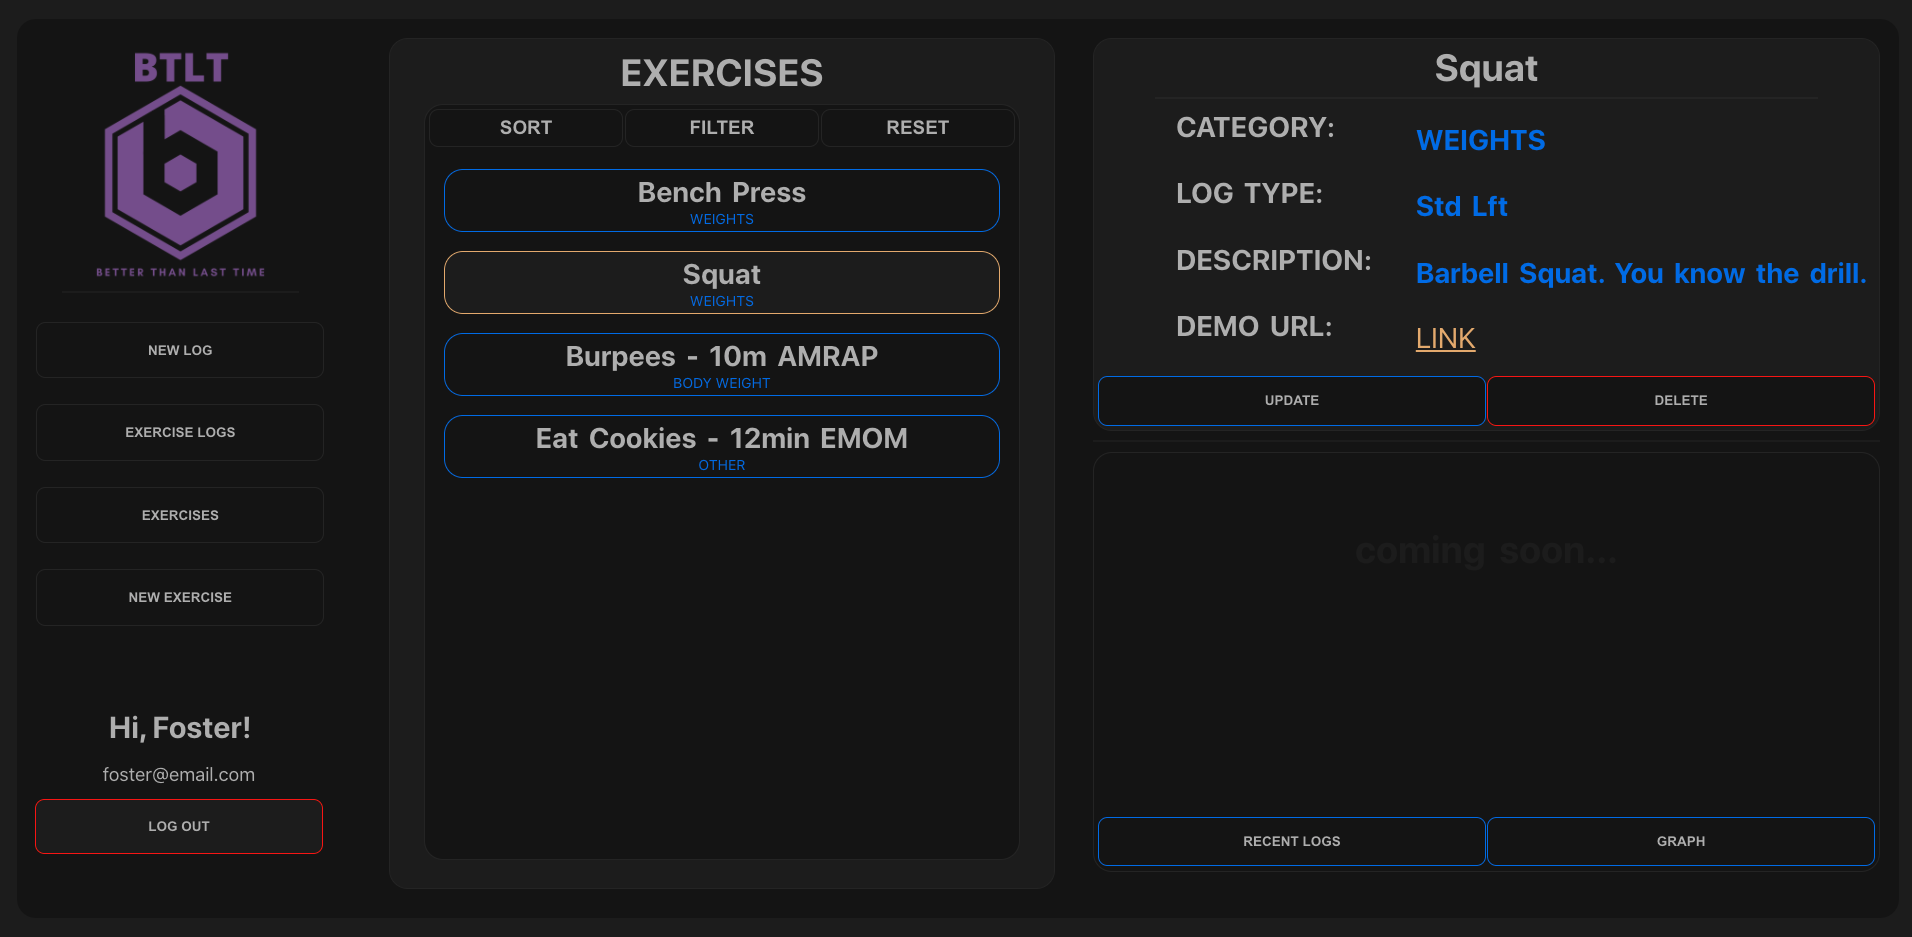 BTLT
BETTER THAN LAST TIME
NEW LOG
EXERCISE LOGS
EXERCISES
NEW EXERCISE
Hi, Foster!
foster@email.com
LOG OUT
EXERCISES
SORT FILTER RESET
Bench Press
WEIGHTS
Squat
WEIGHTS
Burpees - 10m AMRAP
BODY WEIGHT
Eat Cookies - 12min EMOM
OTHER
Squat
CATEGORY: WEIGHTS
LOG TYPE: Std Lft
DESCRIPTION: Barbell Squat. You know the drill.
DEMO URL: LINK
UPDATE DELETE
coming soon...
RECENT LOGS GRAPH